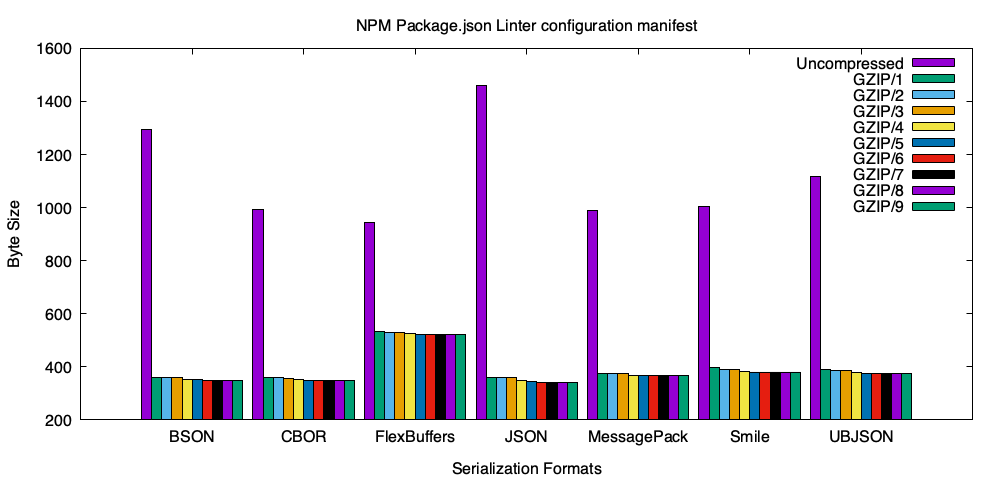 NPM Package.json Linter configuration manifest
1600
1400
1200
1000
800
600
400
200
Byte Size
Uncompressed
GZIP/1
GZIP/2
GZIP/3
GZIP/4
GZIP/5
GZIP/6
GZIP/7
GZIP/8
GZIP/9
BSON CBOR FlexBuffers JSON MessagePack Smile UBJSON
Serialization Formats